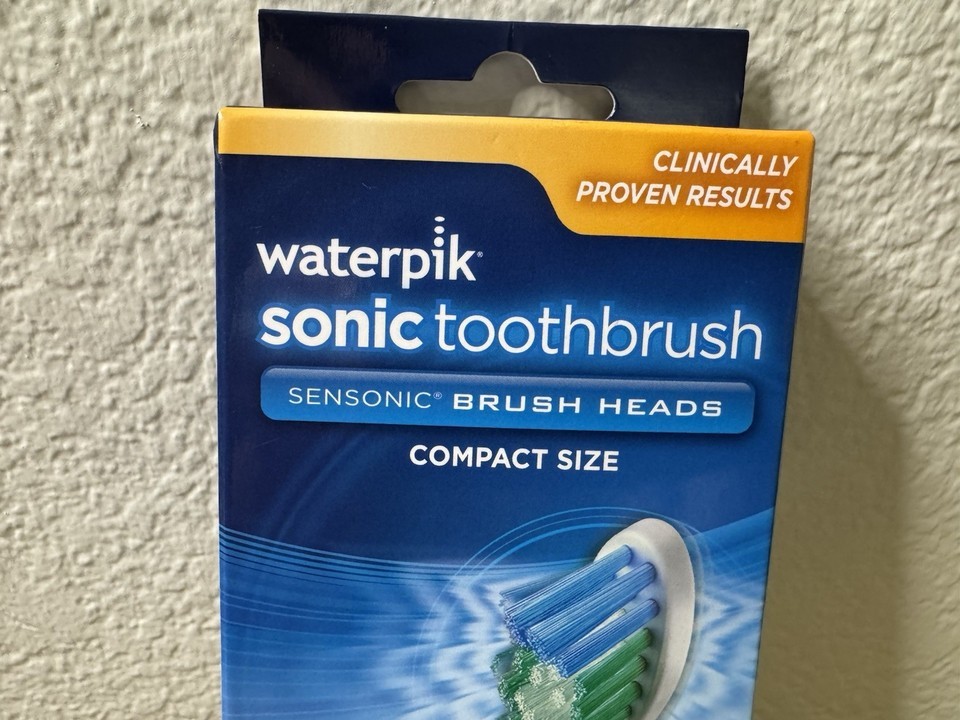 CLINICALLY
PROVEN RESULTS
waterpik®
sonic toothbrush
SENSONIC® BRUSH HEADS
COMPACT SIZE